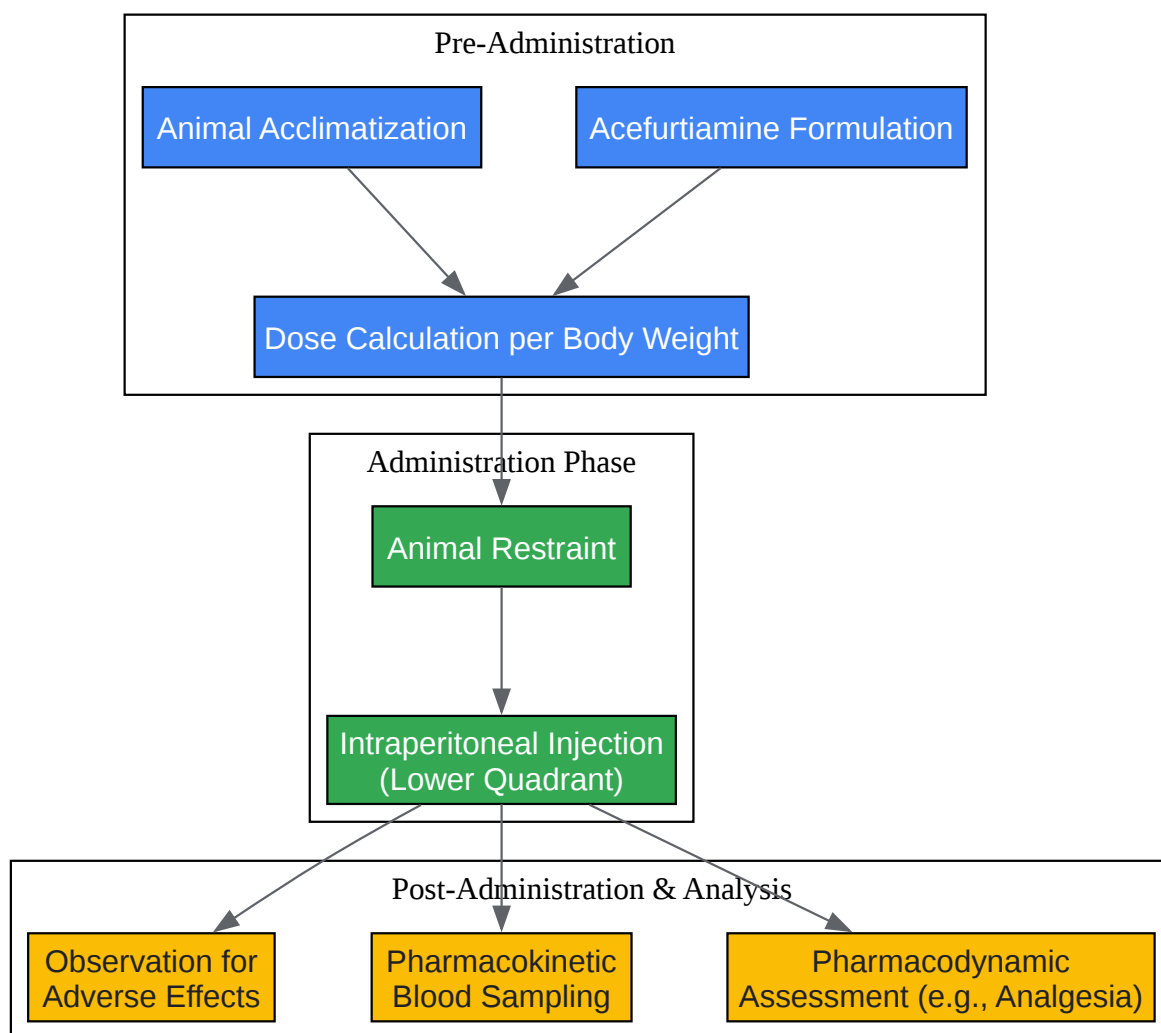 Pre-Administration
Animal Acclimatization
Acefurtiamine Formulation
Dose Calculation per Body Weight
Administration Phase
Animal Restraint
Intraperitoneal Injection
(Lower Quadrant)
Post-Administration & Analysis
Observation for
Adverse Effects
Pharmacokinetic
Blood Sampling
Pharmacodynamic
Assessment (e.g., Analgesia)